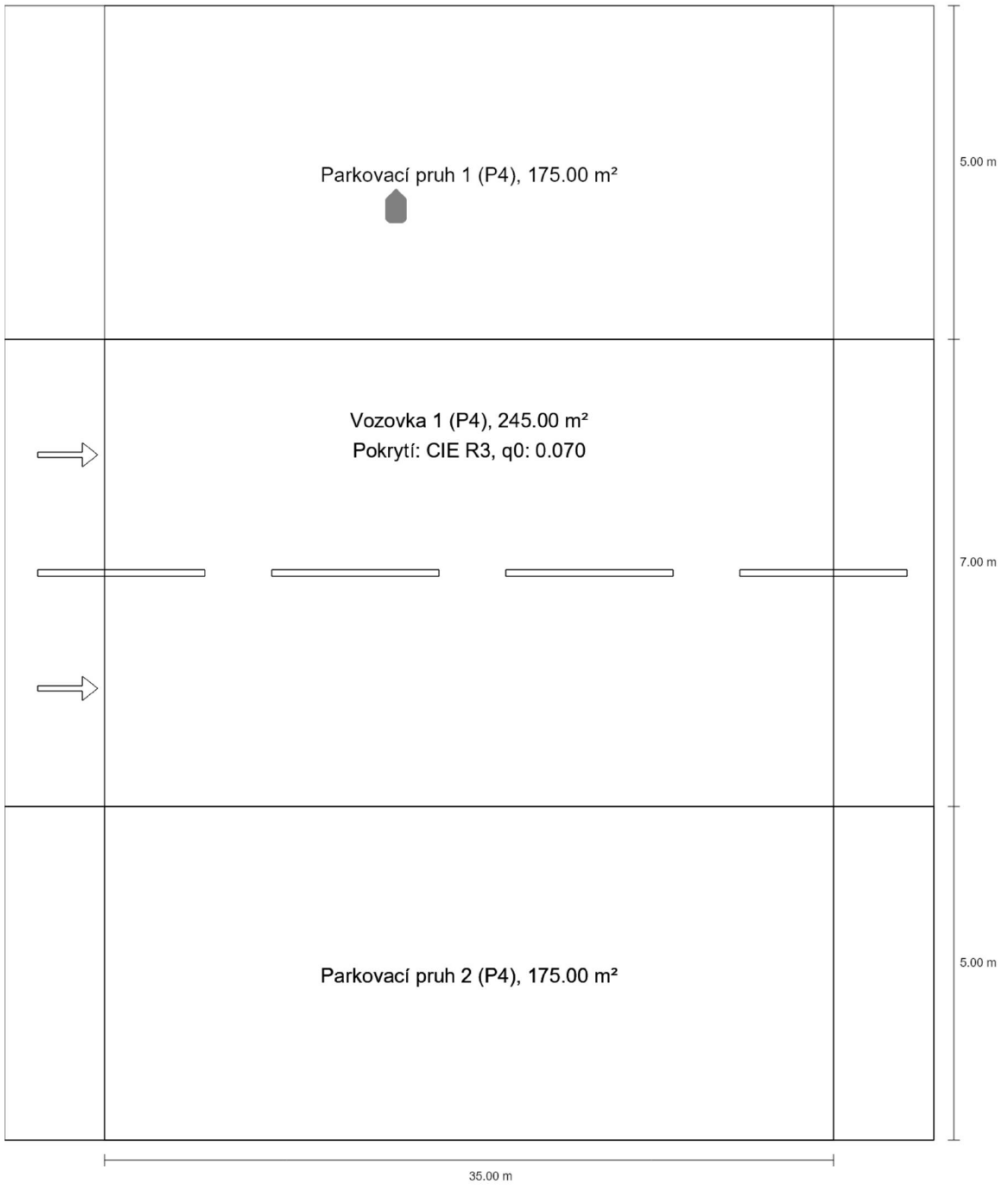 5.00 m
Parkovací pruh 1 (P4), 175.00 m²
Vozovka 1 (P4), 245.00 m²
Pokrytí: CIE R3, q0: 0.070
7.00 m
5.00 m
Parkovací pruh 2 (P4), 175.00 m²
35.00 m